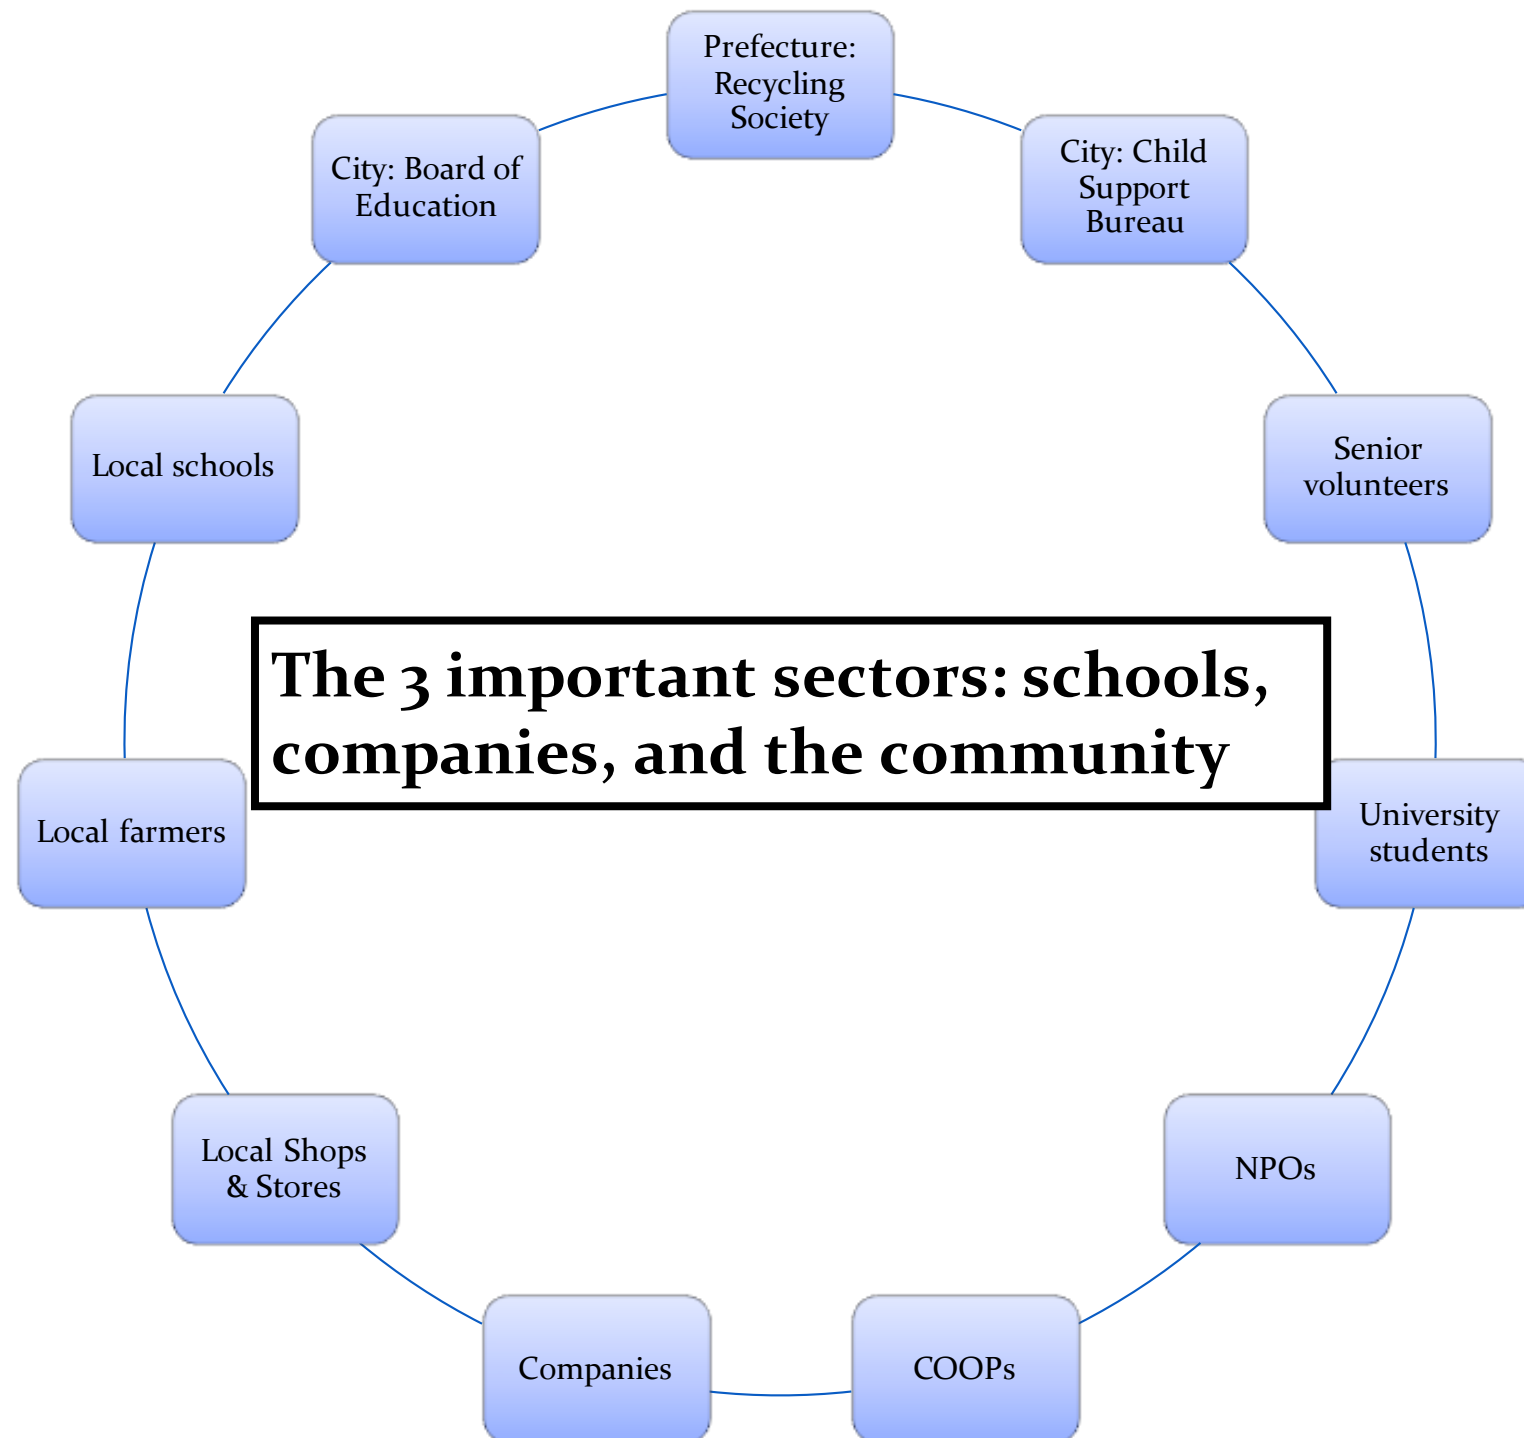 Prefecture:
Recycling
Society
City: Board of
Education
City: Child
Support
Bureau
Local schools
Senior
volunteers
The 3 important sectors: schools,
companies, and the community
Local farmers
University
students
Local Shops
& Stores
NPOs
Companies
COOPs